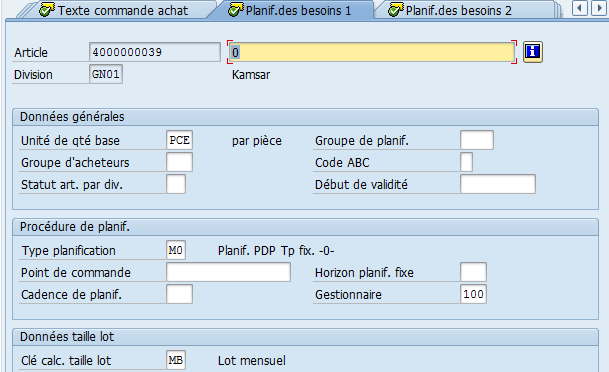 Texte commande achat Planif.des besoins 1 Planif.des besoins 2
Article 4000000039 0
Division GN01 Kamsar
Données générales
Unité de qté base PCE par pièce Groupe de planif.
Groupe d'acheteurs Code ABC
Statut art. par div. Début de validité
Procédure de planif.
Type planification M0 Planif. PDP Tp fix. -0-
Point de commande Horizon planif. fixe
Cadence de planif. Gestionnaire 100
Données taille lot
Clé calc. taille lot MB Lot mensuel